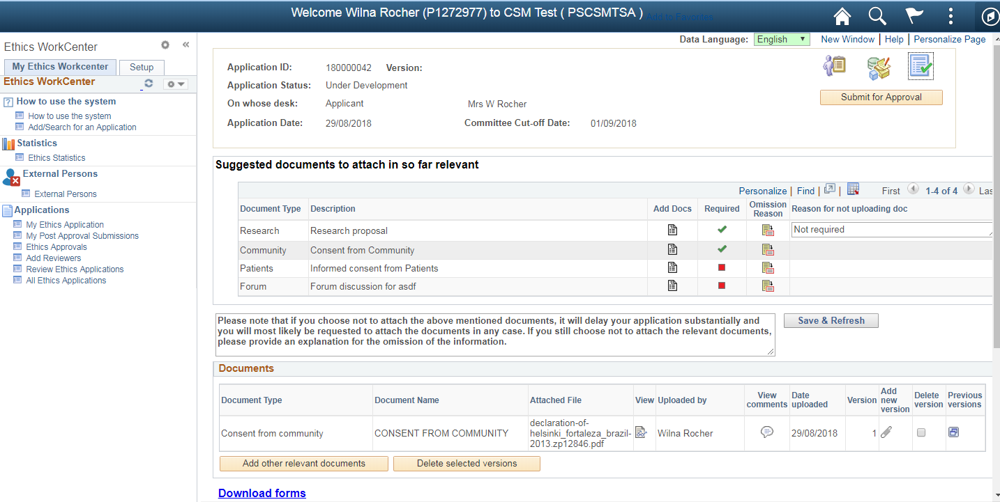 Welcome Wilna Rocher (P1272977) to CSM Test ( PSCSMTSA )
Add to Favorites
Ethics WorkCenter
My Ethics Workcenter
Setup
Ethics WorkCenter
How to use the system
How to use the system
Add/Search for an Application
Statistics
Ethics Statistics
External Persons
External Persons
Applications
My Ethics Application
My Post Approval Submissions
Ethics Approvals
Add Reviewers
Review Ethics Applications
All Ethics Applications
Data Language: English New Window | Help | Personalize Page
Application ID: 180000042 Version:
Application Status: Under Development
On whose desk: Applicant Mrs W Rocher
Application Date: 29/08/2018 Committee Cut-off Date: 01/09/2018
Submit for Approval
Suggested documents to attach in so far relevant
Personalize | Find | | First 1-4 of 4 Las
Document Type Description Add Docs Required Omission Reason Reason for not uploading doc
Research Research proposal Not required
Community Consent from Community
Patients Informed consent from Patients
Forum Forum discussion for asdf
Please note that if you choose not to attach the above mentioned documents, it will delay your application substantially and
you will most likely be requested to attach the documents in any case. If you still choose not to attach the relevant documents,
please provide an explanation for the omission of the information.
Save & Refresh
Documents
Document Type Document Name Attached File View Uploaded by View comments Date uploaded Version Add new version Delete version Previous versions
Consent from community CONSENT FROM COMMUNITY declaration-of-helsinki_fortaleza_brazil-2013.zp12846.pdf Wilna Rocher 29/08/2018 1
Add other relevant documents Delete selected versions
Download forms